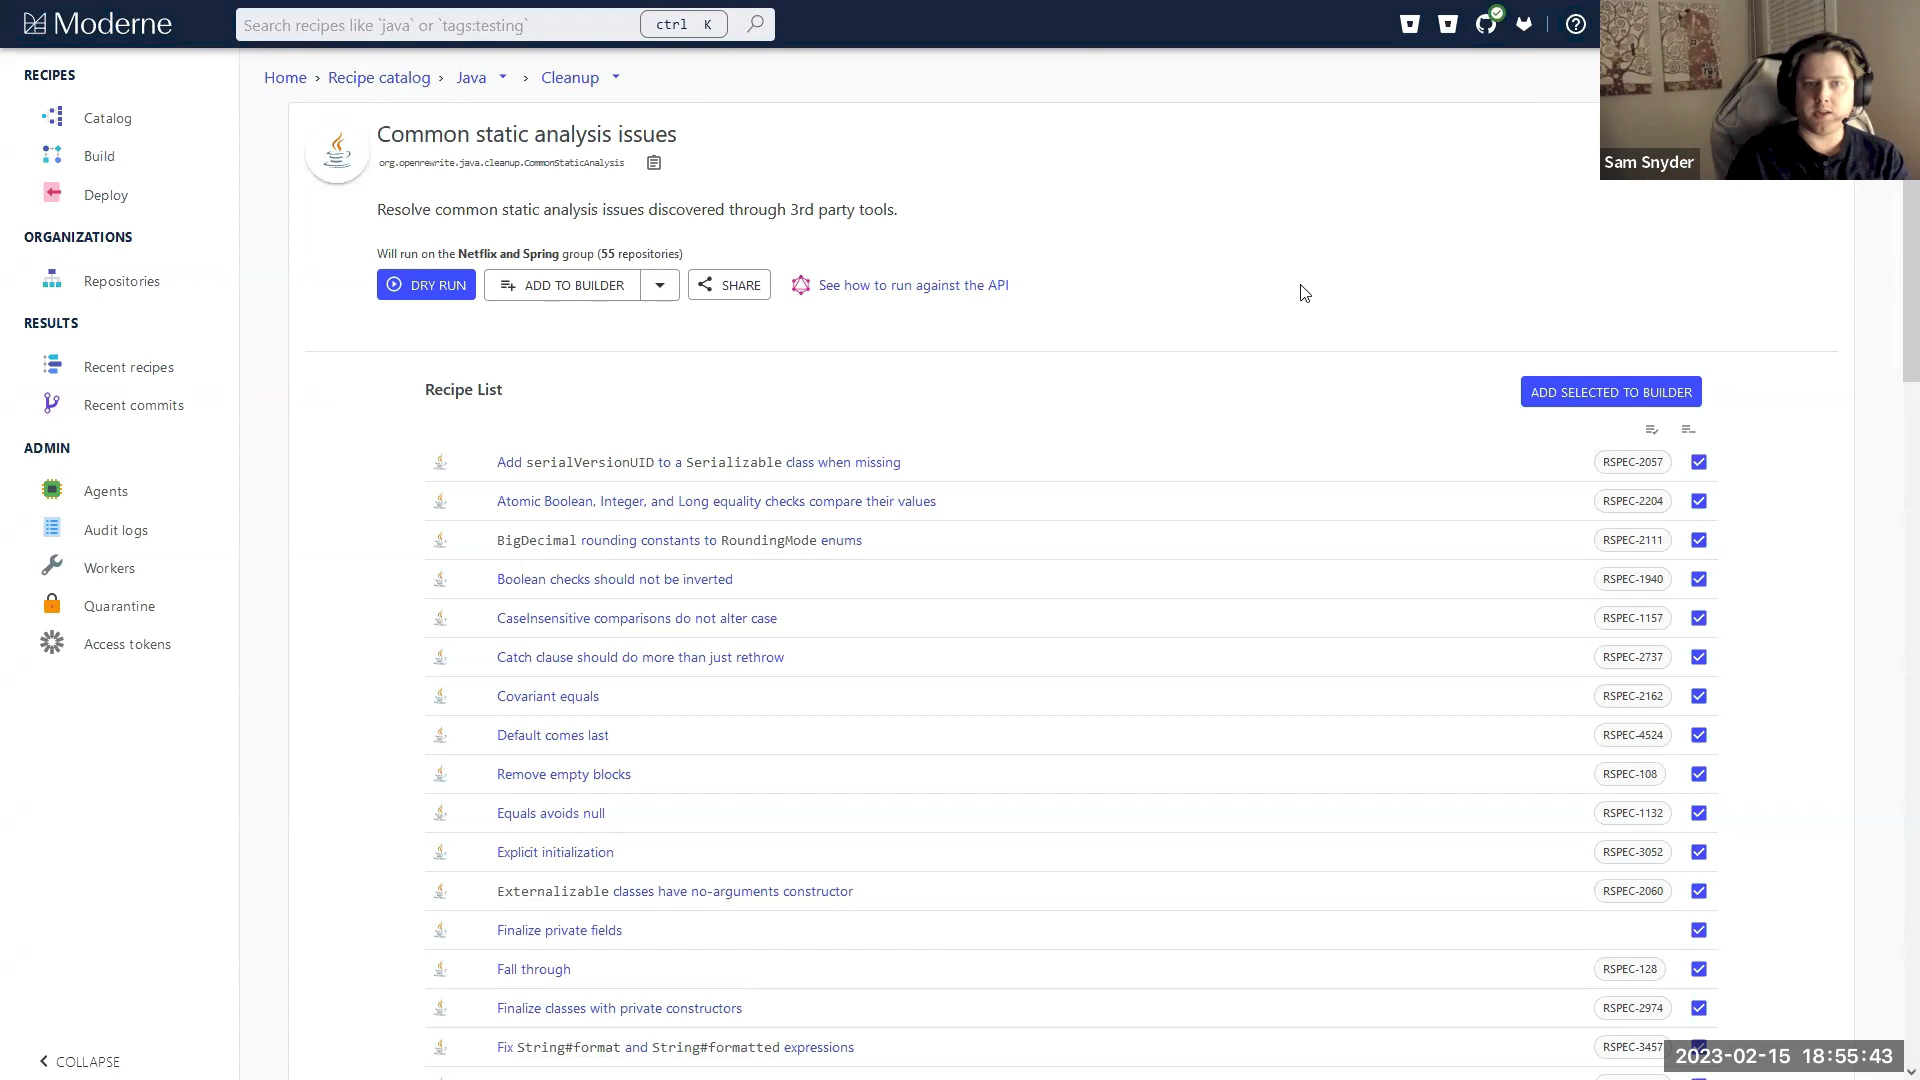 Moderne
Search recipes like `java` or `tags:testing`
ctrl K
Sam Snyder
RECIPES
Catalog
Build
Deploy
ORGANIZATIONS
Repositories
RESULTS
Recent recipes
Recent commits
ADMIN
Agents
Audit logs
Workers
Quarantine
Access tokens
COLLAPSE
Home › Recipe catalog › Java › Cleanup
Common static analysis issues
org.openrewrite.java.cleanup.CommonStaticAnalysis
Resolve common static analysis issues discovered through 3rd party tools.
Will run on the Netflix and Spring group (55 repositories)
DRY RUN
ADD TO BUILDER
SHARE
See how to run against the API
Recipe List
ADD SELECTED TO BUILDER
Add serialVersionUID to a Serializable class when missing RSPEC-2057
Atomic Boolean, Integer, and Long equality checks compare their values RSPEC-2204
BigDecimal rounding constants to RoundingMode enums RSPEC-2111
Boolean checks should not be inverted RSPEC-1940
CaseInsensitive comparisons do not alter case RSPEC-1157
Catch clause should do more than just rethrow RSPEC-2737
Covariant equals RSPEC-2162
Default comes last RSPEC-4524
Remove empty blocks RSPEC-108
Equals avoids null RSPEC-1132
Explicit initialization RSPEC-3052
Externalizable classes have no-arguments constructor RSPEC-2060
Finalize private fields
Fall through RSPEC-128
Finalize classes with private constructors RSPEC-2974
Fix String#format and String#formatted expressions RSPEC-3457
2023-02-15 18:55:43